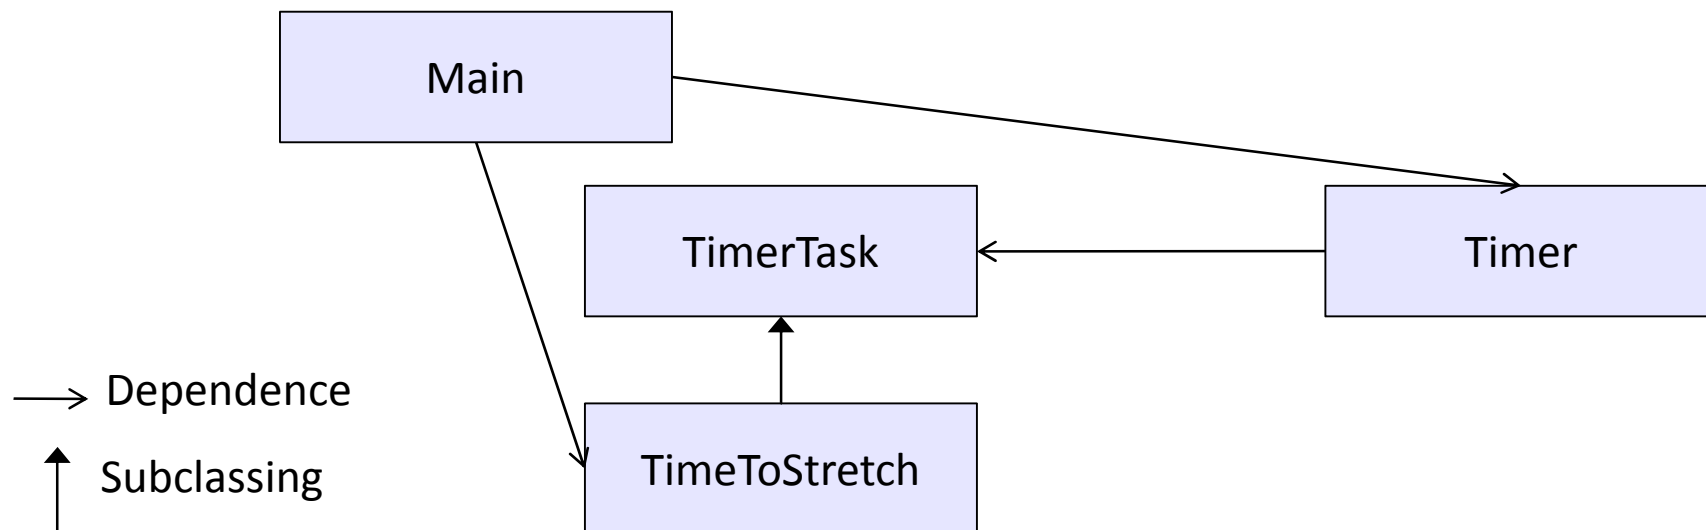 Main
TimerTask
Timer
Dependence
TimeToStretch
Subclassing